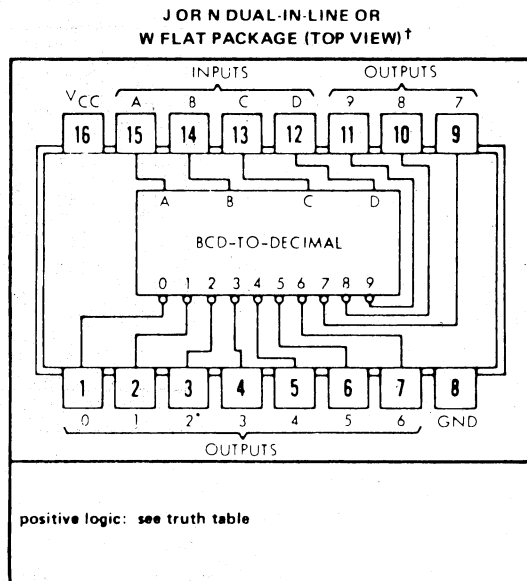 J OR N DUAL-IN-LINE OR
W FLAT PACKAGE (TOP VIEW)†
INPUTS OUTPUTS
VCC A B C D 9 8 7
16 15 14 13 12 11 10 9
A B C D
BCD-TO-DECIMAL
0 1 2 3 4 5 6 7 8 9
1 2 3 4 5 6 7 8
0 1 2 3 4 5 6 GND
OUTPUTS
positive logic: see truth table